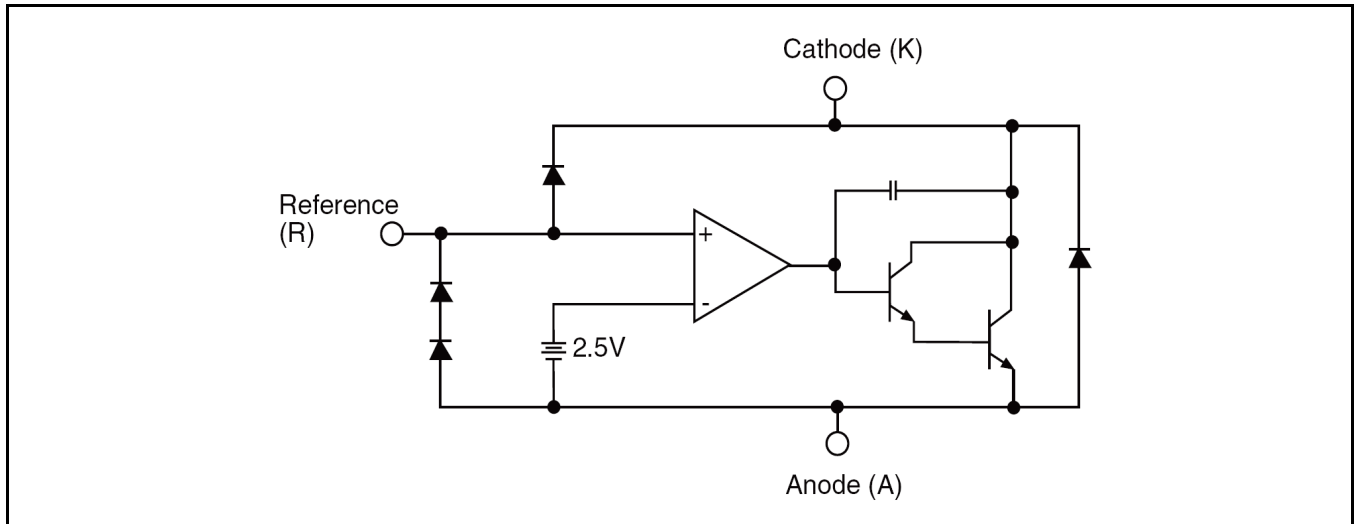 Cathode (K)
Reference
(R)
+
-
2.5V
Anode (A)